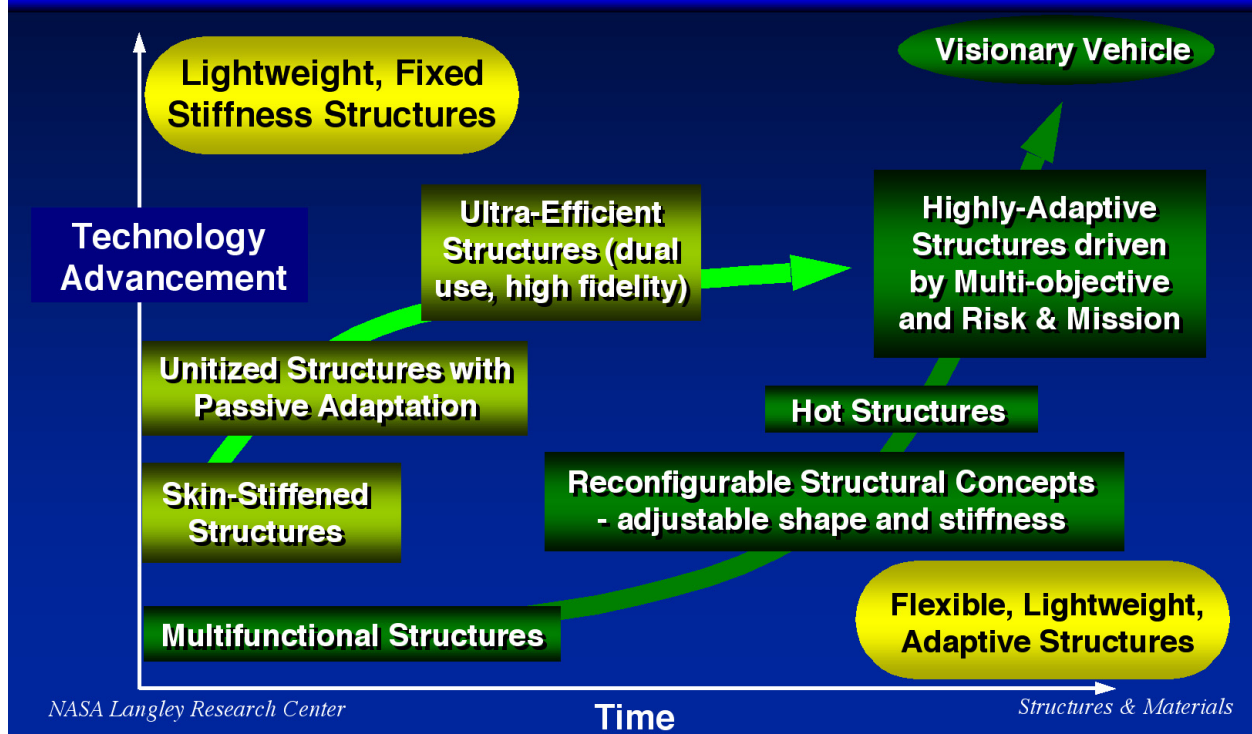 Lightweight, Fixed
Stiffness Structures
Visionary Vehicle
Technology
Advancement
Ultra-Efficient
Structures (dual
use, high fidelity)
Highly-Adaptive
Structures driven
by Multi-objective
and Risk & Mission
Unitized Structures with
Passive Adaptation
Hot Structures
Skin-Stiffened
Structures
Reconfigurable Structural Concepts
- adjustable shape and stiffness
Multifunctional Structures
Flexible, Lightweight,
Adaptive Structures
NASA Langley Research Center
Time
Structures & Materials